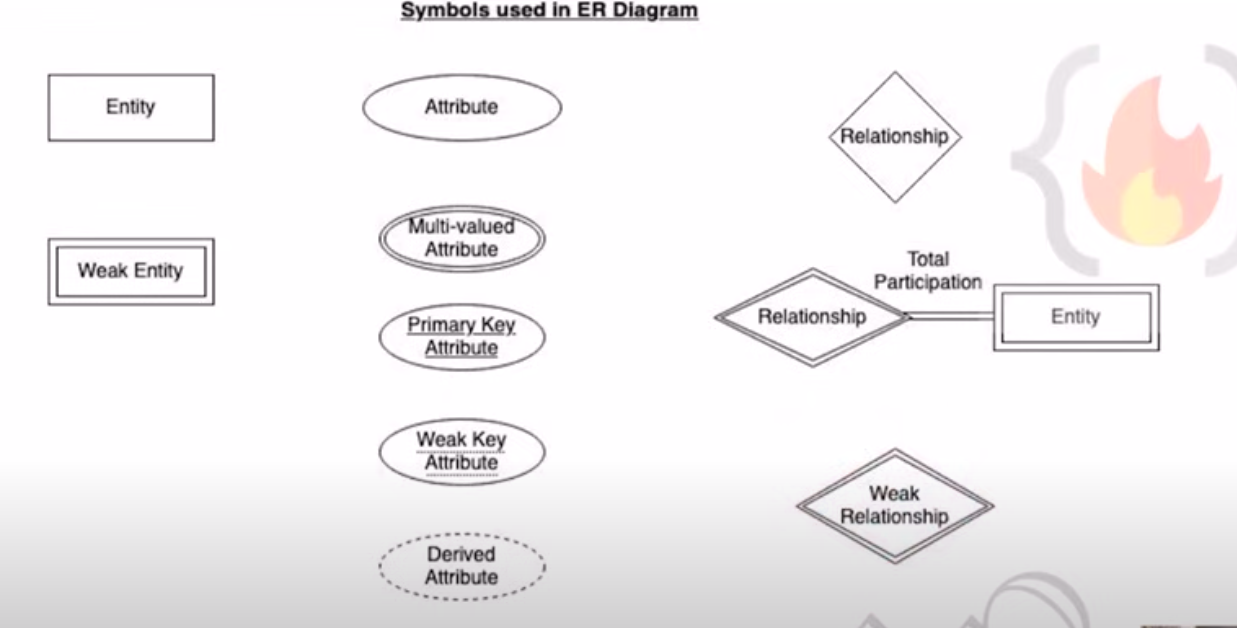 Symbols used in ER Diagram
Entity
Attribute
Relationship
Weak Entity
Multi-valued
Attribute
Total
Participation
Relationship
Entity
Primary Key
Attribute
Weak Key
Attribute
Weak
Relationship
Derived
Attribute